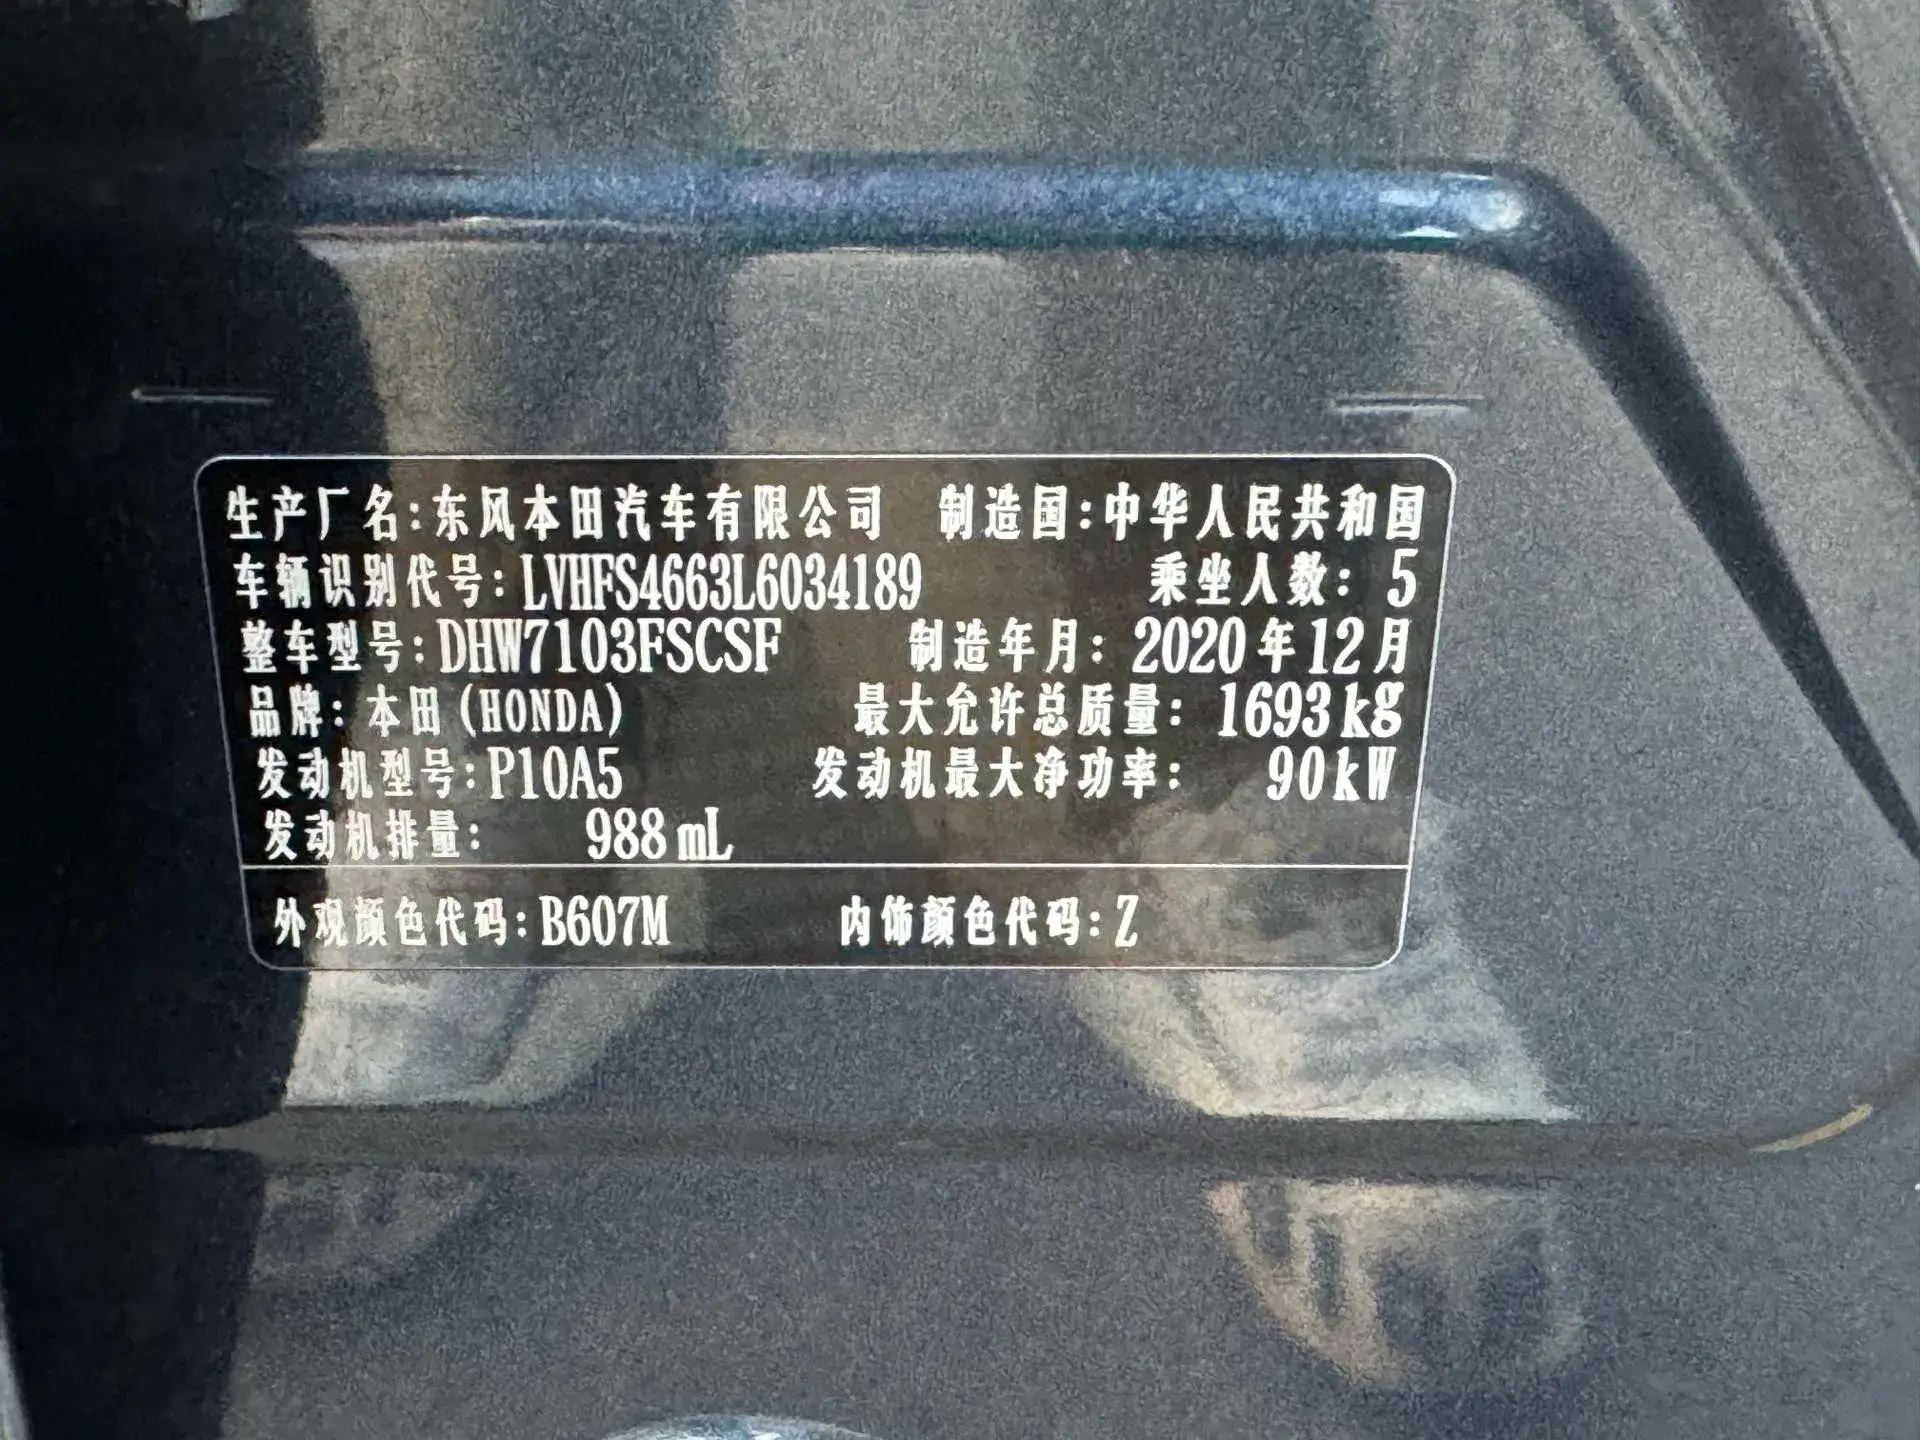 生产厂名:东风本田汽车有限公司 制造国:中华人民共和国
车辆识别代号:LVHFS4663L6034189 乘坐人数: 5
整车型号:DHW7103FSCSF 制造年月: 2020年12月
品牌: 本田(HONDA) 最大允许总质量: 1693kg
发动机型号:P10A5 发动机最大净功率: 90kW
发动机排量: 988mL
外观颜色代码:B607M 内饰颜色代码:Z